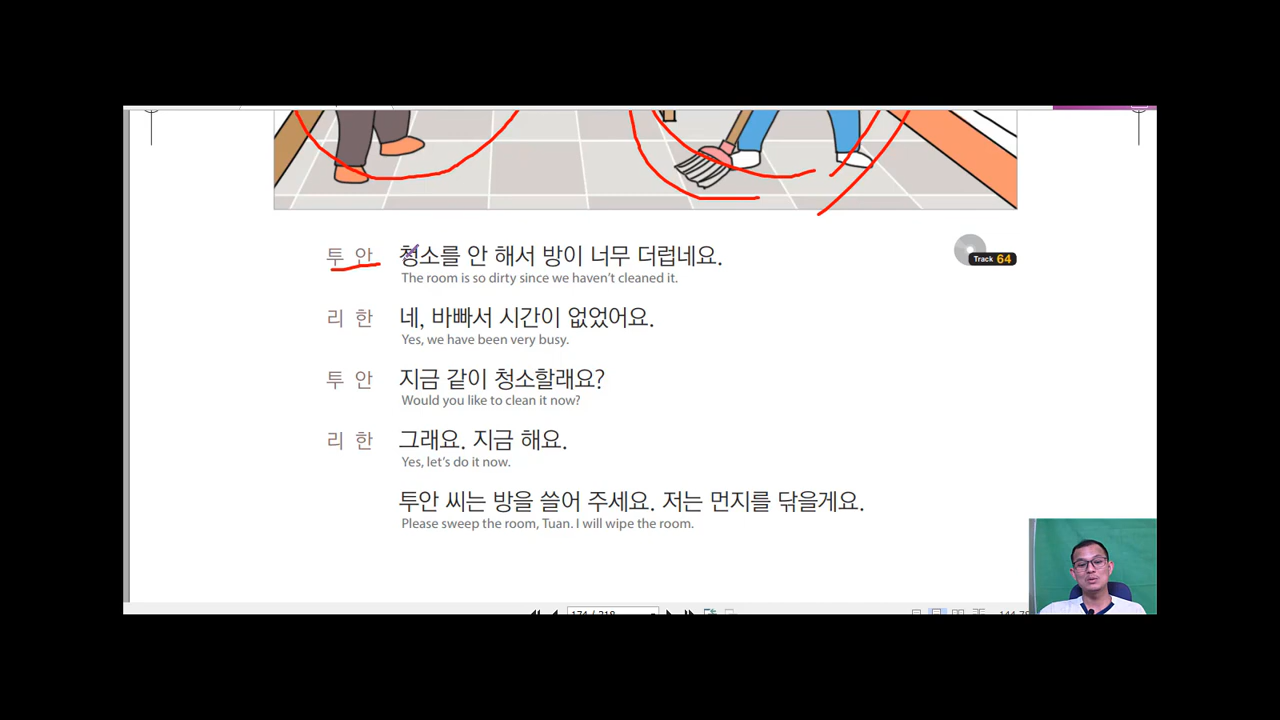 투 안 청소를 안 해서 방이 너무 더럽네요.
The room is so dirty since we haven't cleaned it.
Track 64
리 한 네, 바빠서 시간이 없었어요.
Yes, we have been very busy.
투 안 지금 같이 청소할래요?
Would you like to clean it now?
리 한 그래요. 지금 해요.
Yes, let's do it now.
투안 씨는 방을 쓸어 주세요. 저는 먼지를 닦을게요.
Please sweep the room, Tuan. I will wipe the room.